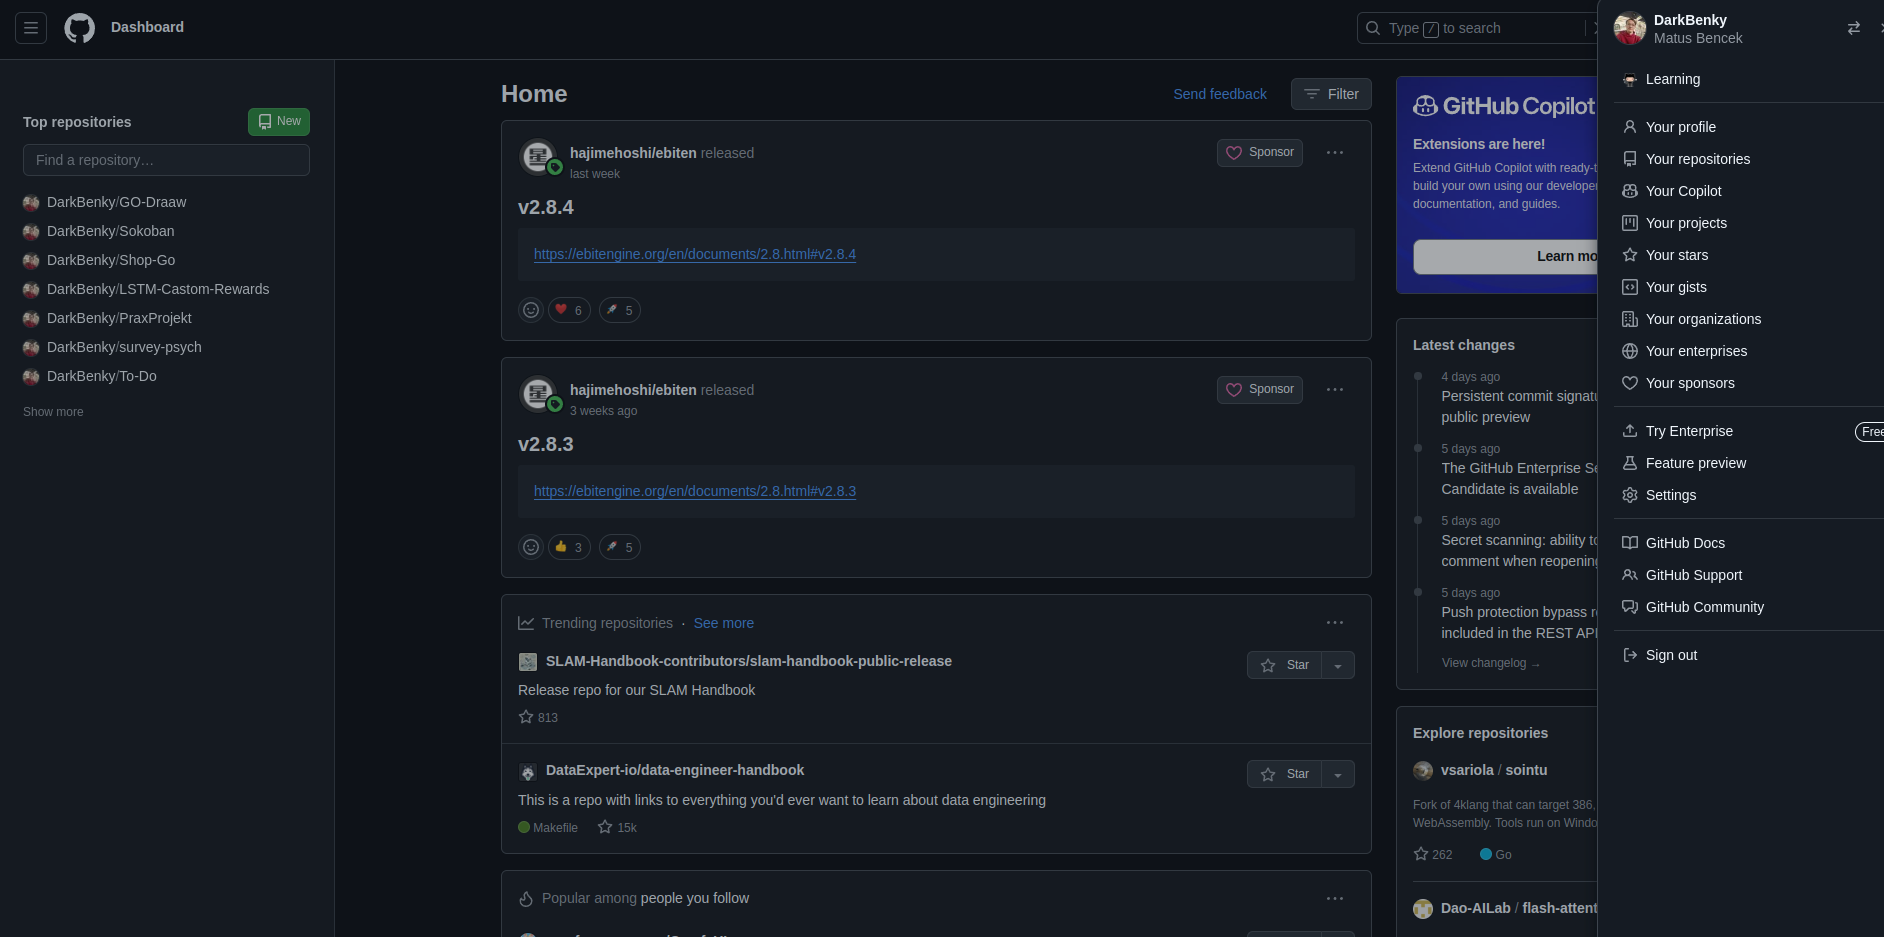 Dashboard
Type / to search
Top repositories
New
Find a repository…
DarkBenky/GO-Draaw
DarkBenky/Sokoban
DarkBenky/Shop-Go
DarkBenky/LSTM-Castom-Rewards
DarkBenky/PraxProjekt
DarkBenky/survey-psych
DarkBenky/To-Do
Show more
Home
Send feedback
Filter
hajimehoshi/ebiten released
last week
Sponsor
v2.8.4
https://ebitengine.org/en/documents/2.8.html#v2.8.4
6
5
hajimehoshi/ebiten released
3 weeks ago
Sponsor
v2.8.3
https://ebitengine.org/en/documents/2.8.html#v2.8.3
3
5
Trending repositories · See more
SLAM-Handbook-contributors/slam-handbook-public-release
Star
Release repo for our SLAM Handbook
813
DataExpert-io/data-engineer-handbook
Star
This is a repo with links to everything you'd ever want to learn about data engineering
Makefile
15k
Popular among people you follow
GitHub Copilot
Extensions are here!
Extend GitHub Copilot with ready-t
build your own using our developer
documentation, and guides.
Learn mo
Latest changes
4 days ago
Persistent commit signatu
public preview
5 days ago
The GitHub Enterprise Se
Candidate is available
5 days ago
Secret scanning: ability to
comment when reopening
5 days ago
Push protection bypass re
included in the REST API
View changelog →
Explore repositories
vsariola / sointu
Fork of 4klang that can target 386,
WebAssembly. Tools run on Windo
262
Go
Dao-AILab / flash-attent
DarkBenky
Matus Bencek
Learning
Your profile
Your repositories
Your Copilot
Your projects
Your stars
Your gists
Your organizations
Your enterprises
Your sponsors
Try Enterprise
Free
Feature preview
Settings
GitHub Docs
GitHub Support
GitHub Community
Sign out